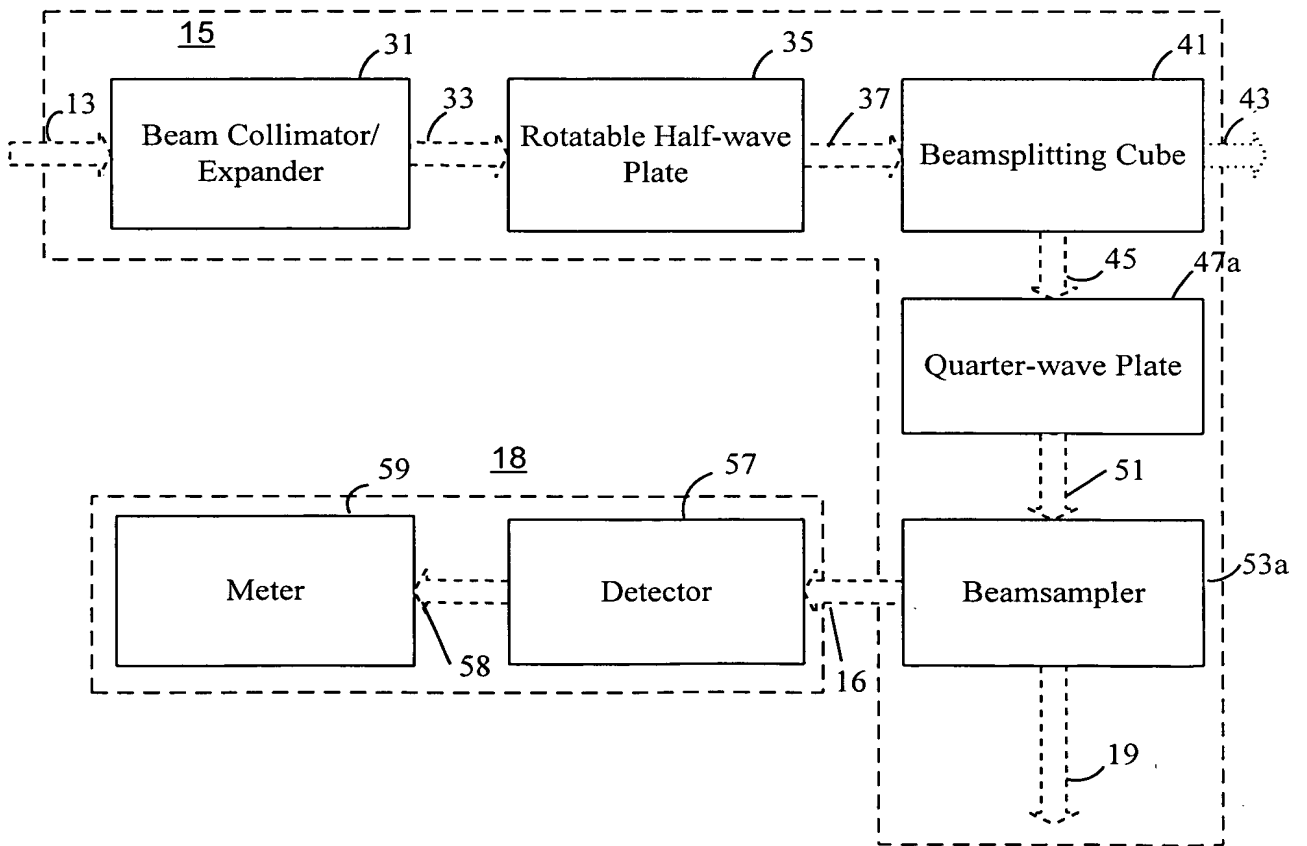 15
31
35
41
13
Beam Collimator/
Expander
33
Rotatable Half-wave
Plate
37
Beamsplitting Cube
43
45
47a
Quarter-wave Plate
51
18
59
57
Meter
58
Detector
16
Beamsampler
53a
19